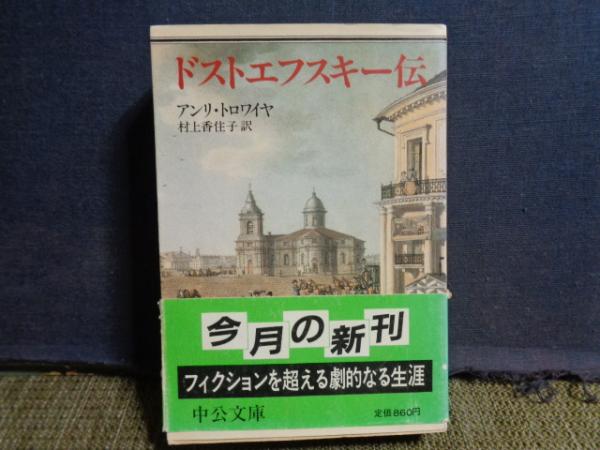 ドストエフスキー伝
アンリ・トロワイヤ
村上香住子訳
今月の新刊
フィクションを超える劇的なる生涯
中公文庫
定価860円